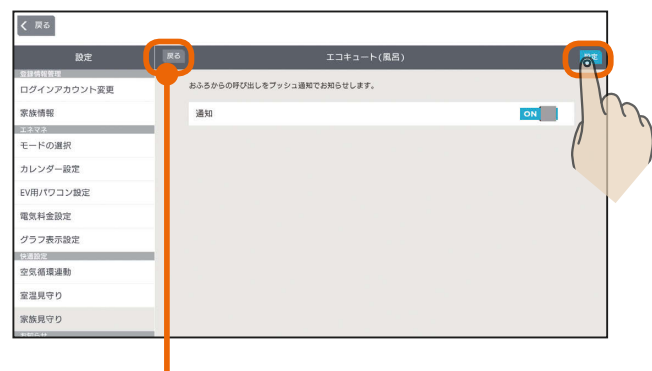 戻る
設定
戻る
エコキュート(風呂)
設定
登録情報管理
ログインアカウント変更
家族情報
エネマネ
モードの選択
カレンダー設定
EV用パワコン設定
電気料金設定
グラフ表示設定
快適設定
空気循環連動
室温見守り
家族見守り
お知らせ
おふろからの呼び出しをプッシュ通知でお知らせします。
通知
ON